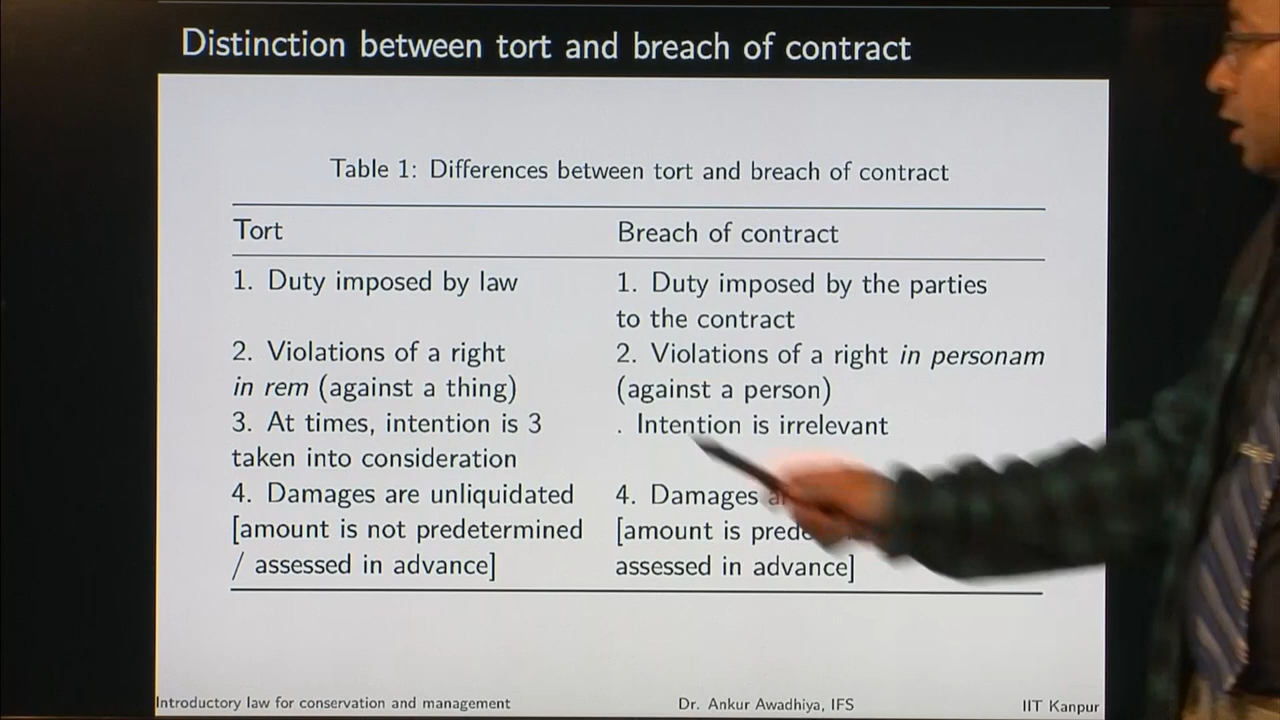 Distinction between tort and breach of contract
Table 1: Differences between tort and breach of contract
Tort Breach of contract
1. Duty imposed by law 1. Duty imposed by the parties
to the contract
2. Violations of a right 2. Violations of a right in personam
in rem (against a thing) (against a person)
3. At times, intention is 3 . Intention is irrelevant
taken into consideration
4. Damages are unliquidated 4. Damages
[amount is not predetermined [amount is
/ assessed in advance] assessed in advance]
Introductory law for conservation and management Dr. Ankur Awadhiya, IFS IIT Kanpur